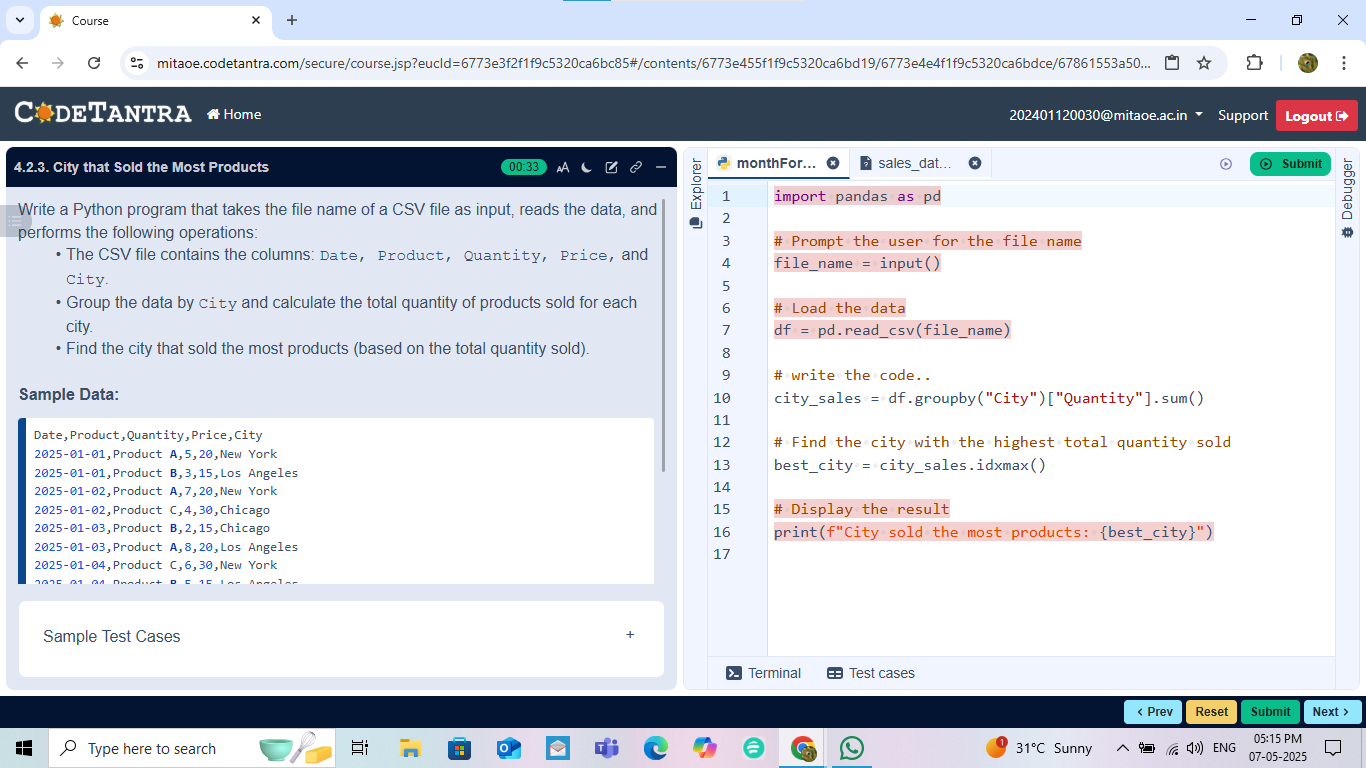 Course
mitaoe.codetantra.com/secure/course.jsp?eucId=6773e3f2f1f9c5320ca6bc85#/contents/6773e455f1f9c5320ca6bd19/6773e4e4f1f9c5320ca6bdce/67861553a50...
CODETANTRA
Home
202401120030@mitaoe.ac.in
Support
Logout
4.2.3. City that Sold the Most Products
00:33
AA
Write a Python program that takes the file name of a CSV file as input, reads the data, and
performs the following operations:
• The CSV file contains the columns: Date, Product, Quantity, Price, and
City.
• Group the data by City and calculate the total quantity of products sold for each
city.
• Find the city that sold the most products (based on the total quantity sold).
Sample Data:
Date,Product,Quantity,Price,City
2025-01-01,Product A,5,20,New York
2025-01-01,Product B,3,15,Los Angeles
2025-01-02,Product A,7,20,New York
2025-01-02,Product C,4,30,Chicago
2025-01-03,Product B,2,15,Chicago
2025-01-03,Product A,8,20,Los Angeles
2025-01-04,Product C,6,30,New York
2025-01-04,Product B,5,15,Los Angeles
Sample Test Cases
+
Explorer
monthFor...
sales_dat...
Submit
Debugger
1 import pandas as pd
2
3 # Prompt the user for the file name
4 file_name = input()
5
6 # Load the data
7 df = pd.read_csv(file_name)
8
9 # write the code..
10 city_sales = df.groupby("City")["Quantity"].sum()
11
12 # Find the city with the highest total quantity sold
13 best_city = city_sales.idxmax()
14
15 # Display the result
16 print(f"City sold the most products: {best_city}")
17
Terminal
Test cases
< Prev
Reset
Submit
Next >
Type here to search
1
31°C Sunny
ENG
05:15 PM
07-05-2025